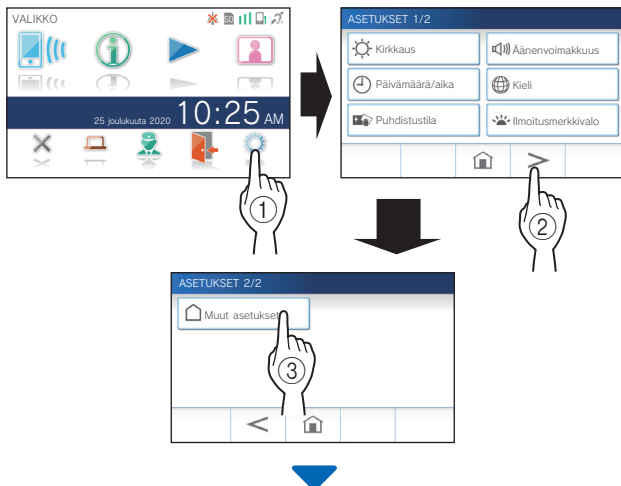 VALIKKO
SD
25 joulukuuta 2020 10:25 AM
①
ASETUKSET 1/2
Kirkkaus
Äänenvoimakkuus
Päivämäärä/aika
Kieli
Puhdistustila
Ilmoitusmerkkivalo
②
ASETUKSET 2/2
Muut asetukset
③